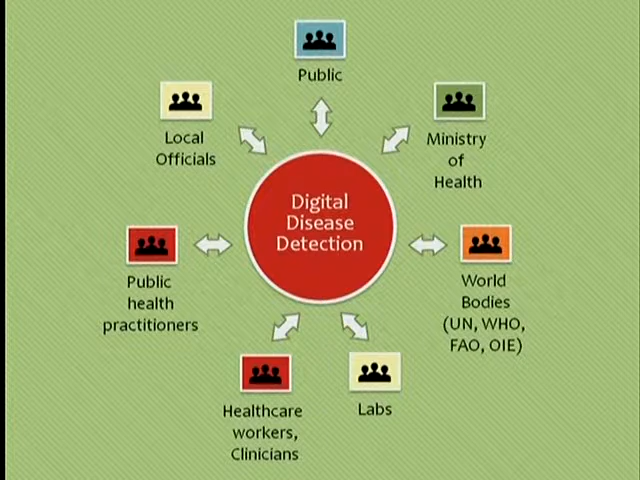 Public
Local
Officials
Ministry
of
Health
Digital
Disease
Detection
Public
health
practitioners
World
Bodies
(UN, WHO,
FAO, OIE)
Healthcare
workers,
Clinicians
Labs